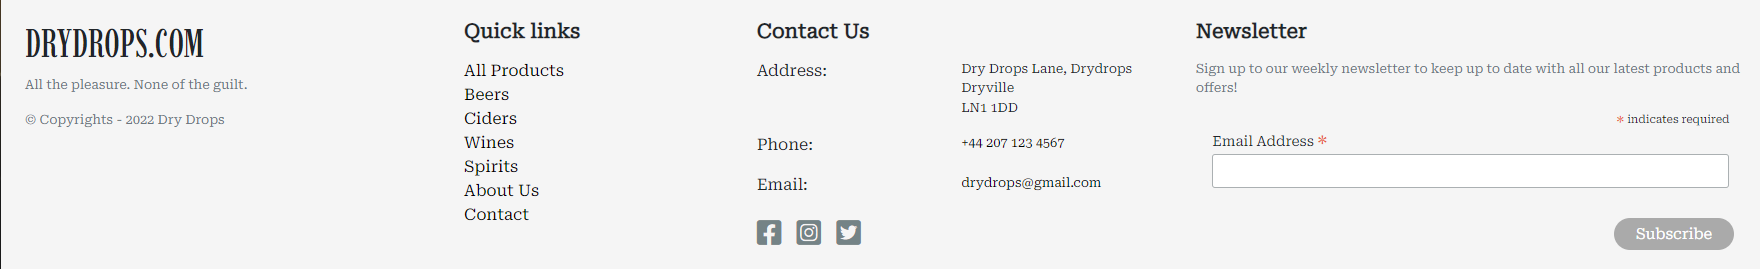 DRYDROPS.COM
All the pleasure. None of the guilt.
© Copyrights - 2022 Dry Drops
Quick links
All Products
Beers
Ciders
Wines
Spirits
About Us
Contact
Contact Us
Address:
Dry Drops Lane, Drydrops
Dryville
LN1 1DD
Phone:
+44 207 123 4567
Email:
drydrops@gmail.com
Newsletter
Sign up to our weekly newsletter to keep up to date with all our latest products and
offers!
* indicates required
Email Address *
Subscribe